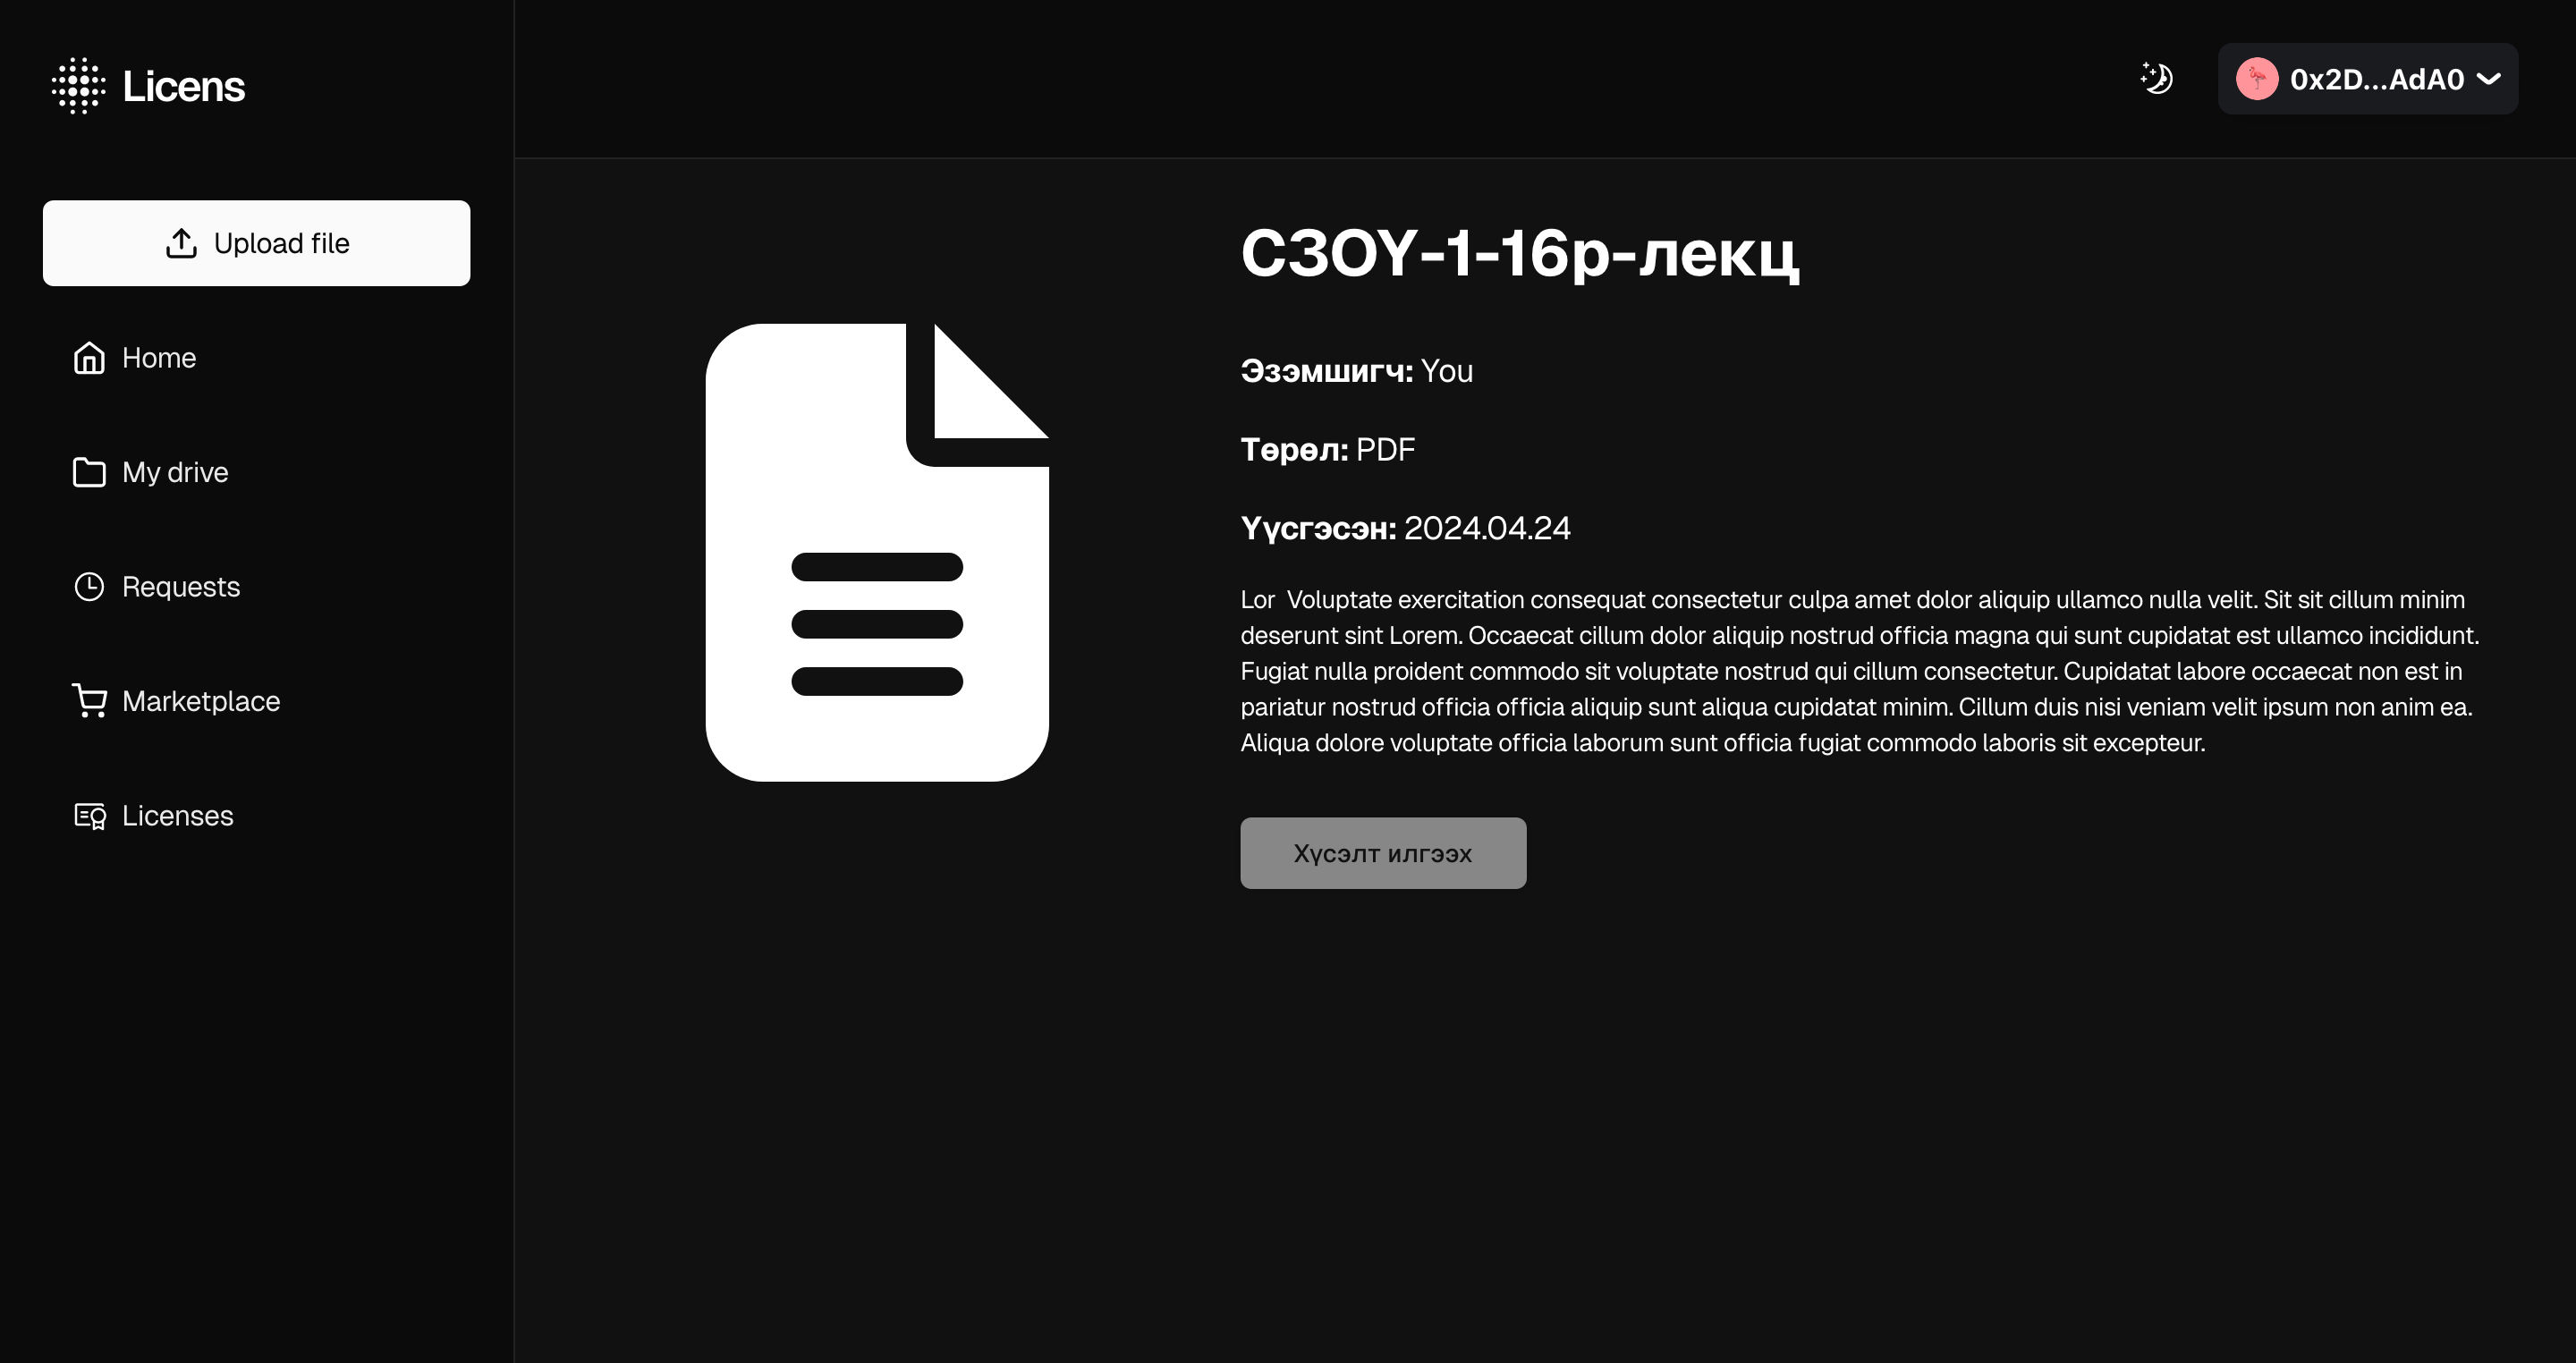 Licens
0x2D...AdA0
Upload file
Home
My drive
Requests
Marketplace
Licenses
СЗОҮ-1-16р-лекц
Эзэмшигч: You
Төрөл: PDF
Үүсгэсэн: 2024.04.24
Lor Voluptate exercitation consequat consectetur culpa amet dolor aliquip ullamco nulla velit. Sit sit cillum minim
deserunt sint Lorem. Occaecat cillum dolor aliquip nostrud officia magna qui sunt cupidatat est ullamco incididunt.
Fugiat nulla proident commodo sit voluptate nostrud qui cillum consectetur. Cupidatat labore occaecat non est in
pariatur nostrud officia officia aliquip sunt aliqua cupidatat minim. Cillum duis nisi veniam velit ipsum non anim ea.
Aliqua dolore voluptate officia laborum sunt officia fugiat commodo laboris sit excepteur.
Хүсэлт илгээх